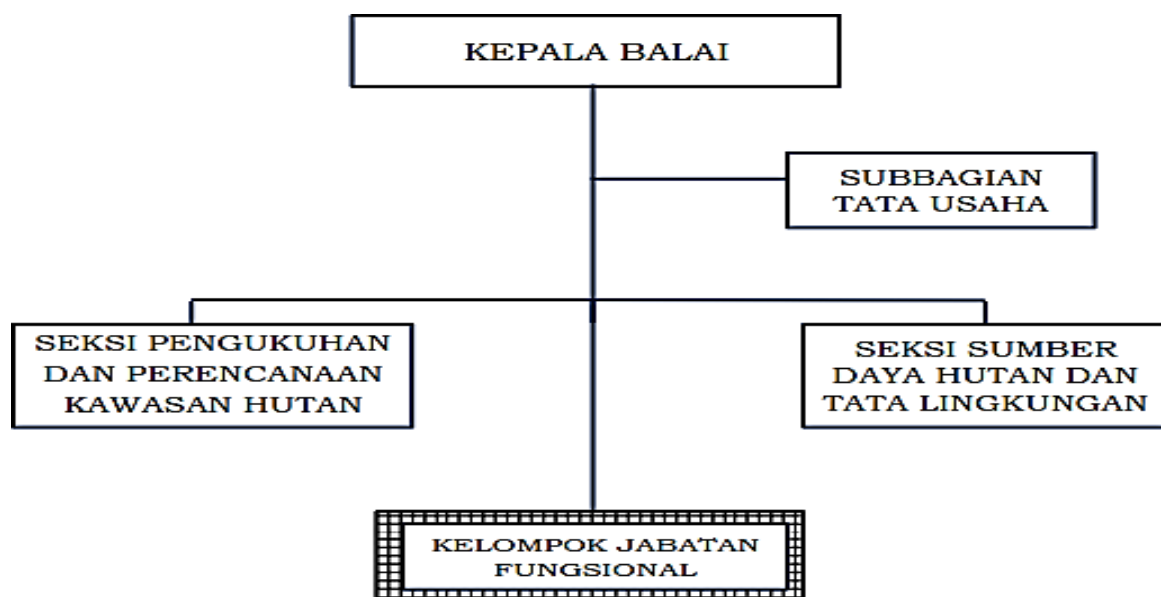 KEPALA BALAI
SUBBAGIAN
TATA USAHA
SEKSI PENGUKUHAN
DAN PERENCANAAN
KAWASAN HUTAN
SEKSI SUMBER
DAYA HUTAN DAN
TATA LINGKUNGAN
KELOMPOK JABATAN
FUNGSIONAL